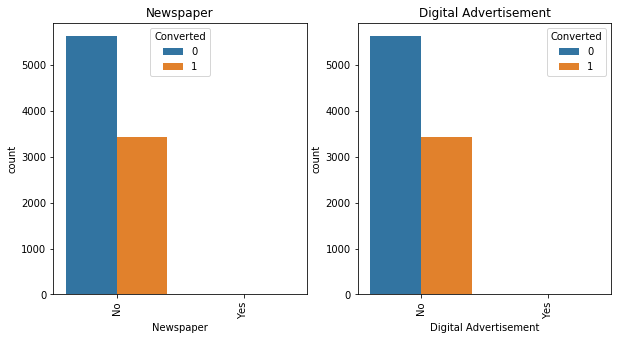 Newspaper
Converted
0
1
5000
4000
3000
2000
1000
0
count
No
Yes
Newspaper
Digital Advertisement
Converted
0
1
5000
4000
3000
2000
1000
0
count
No
Yes
Digital Advertisement